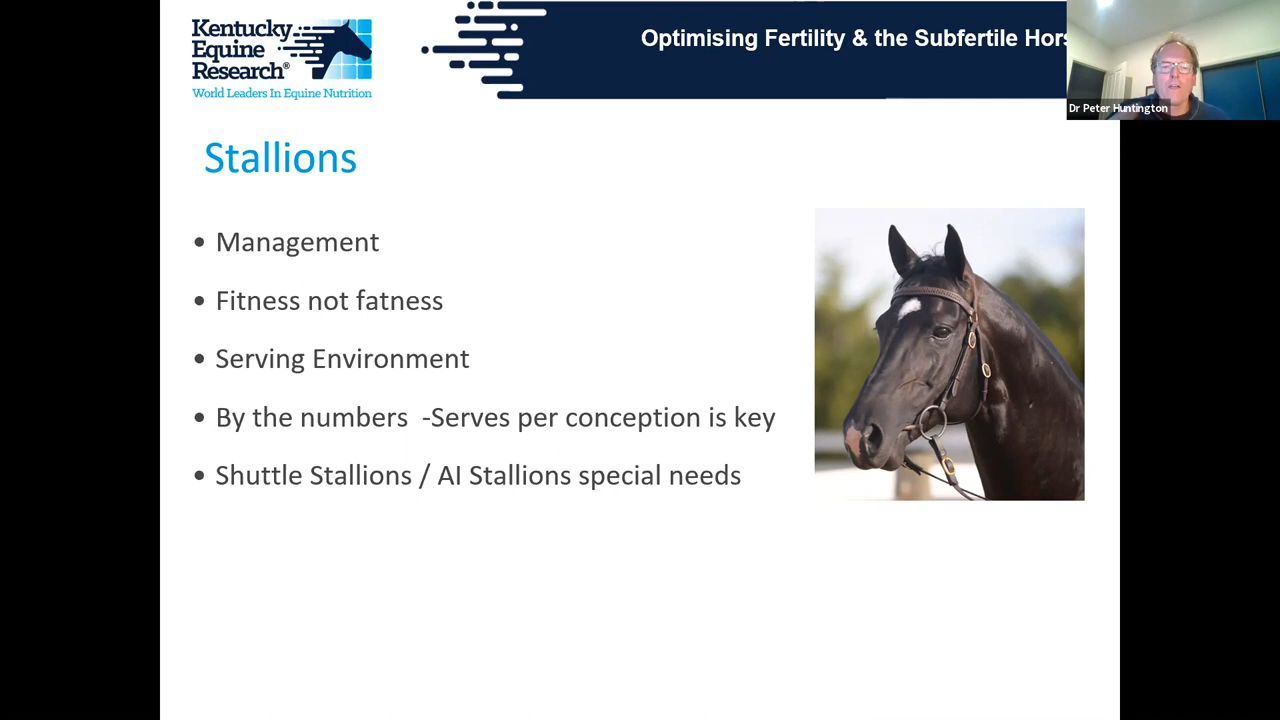 Kentucky
Equine
Research®
World Leaders In Equine Nutrition
Optimising Fertility & the Subfertile Hors
Dr Peter Huntington
Stallions
• Management
• Fitness not fatness
• Serving Environment
• By the numbers -Serves per conception is key
• Shuttle Stallions / AI Stallions special needs